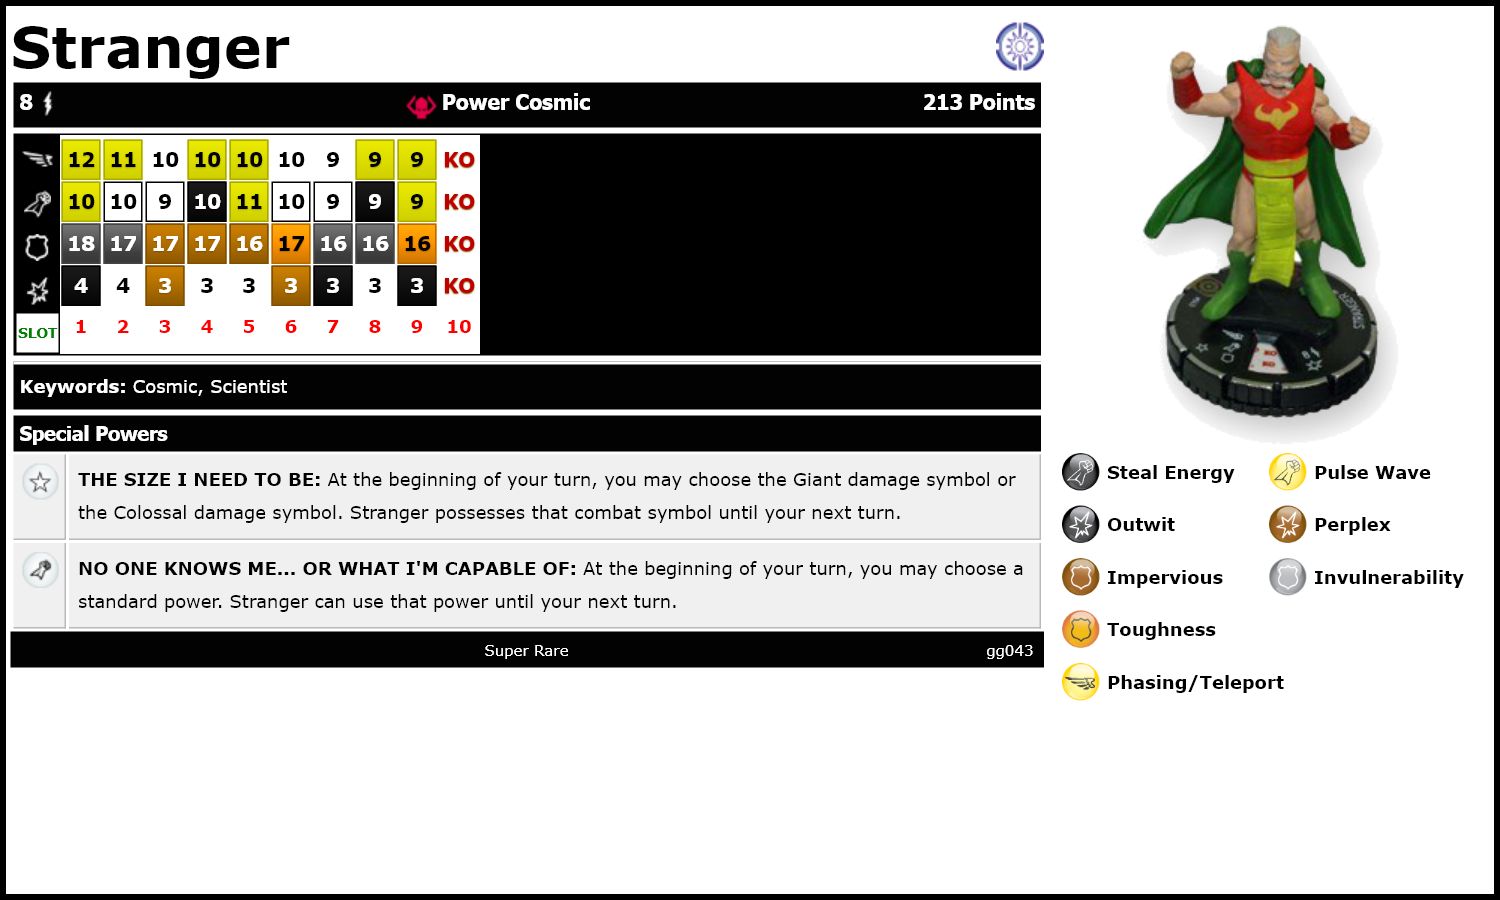 Stranger
8 Power Cosmic 213 Points
12 11 10 10 10 10 9 9 9 KO
10 10 9 10 11 10 9 9 9 KO
18 17 17 17 16 17 16 16 16 KO
4 4 3 3 3 3 3 3 3 KO
SLOT 1 2 3 4 5 6 7 8 9 10
Keywords: Cosmic, Scientist
Special Powers
THE SIZE I NEED TO BE: At the beginning of your turn, you may choose the Giant damage symbol or
the Colossal damage symbol. Stranger possesses that combat symbol until your next turn.
NO ONE KNOWS ME... OR WHAT I'M CAPABLE OF: At the beginning of your turn, you may choose a
standard power. Stranger can use that power until your next turn.
Super Rare gg043
STRANGER
KO
KO
8
Steal Energy Pulse Wave
Outwit Perplex
Impervious Invulnerability
Toughness
Phasing/Teleport